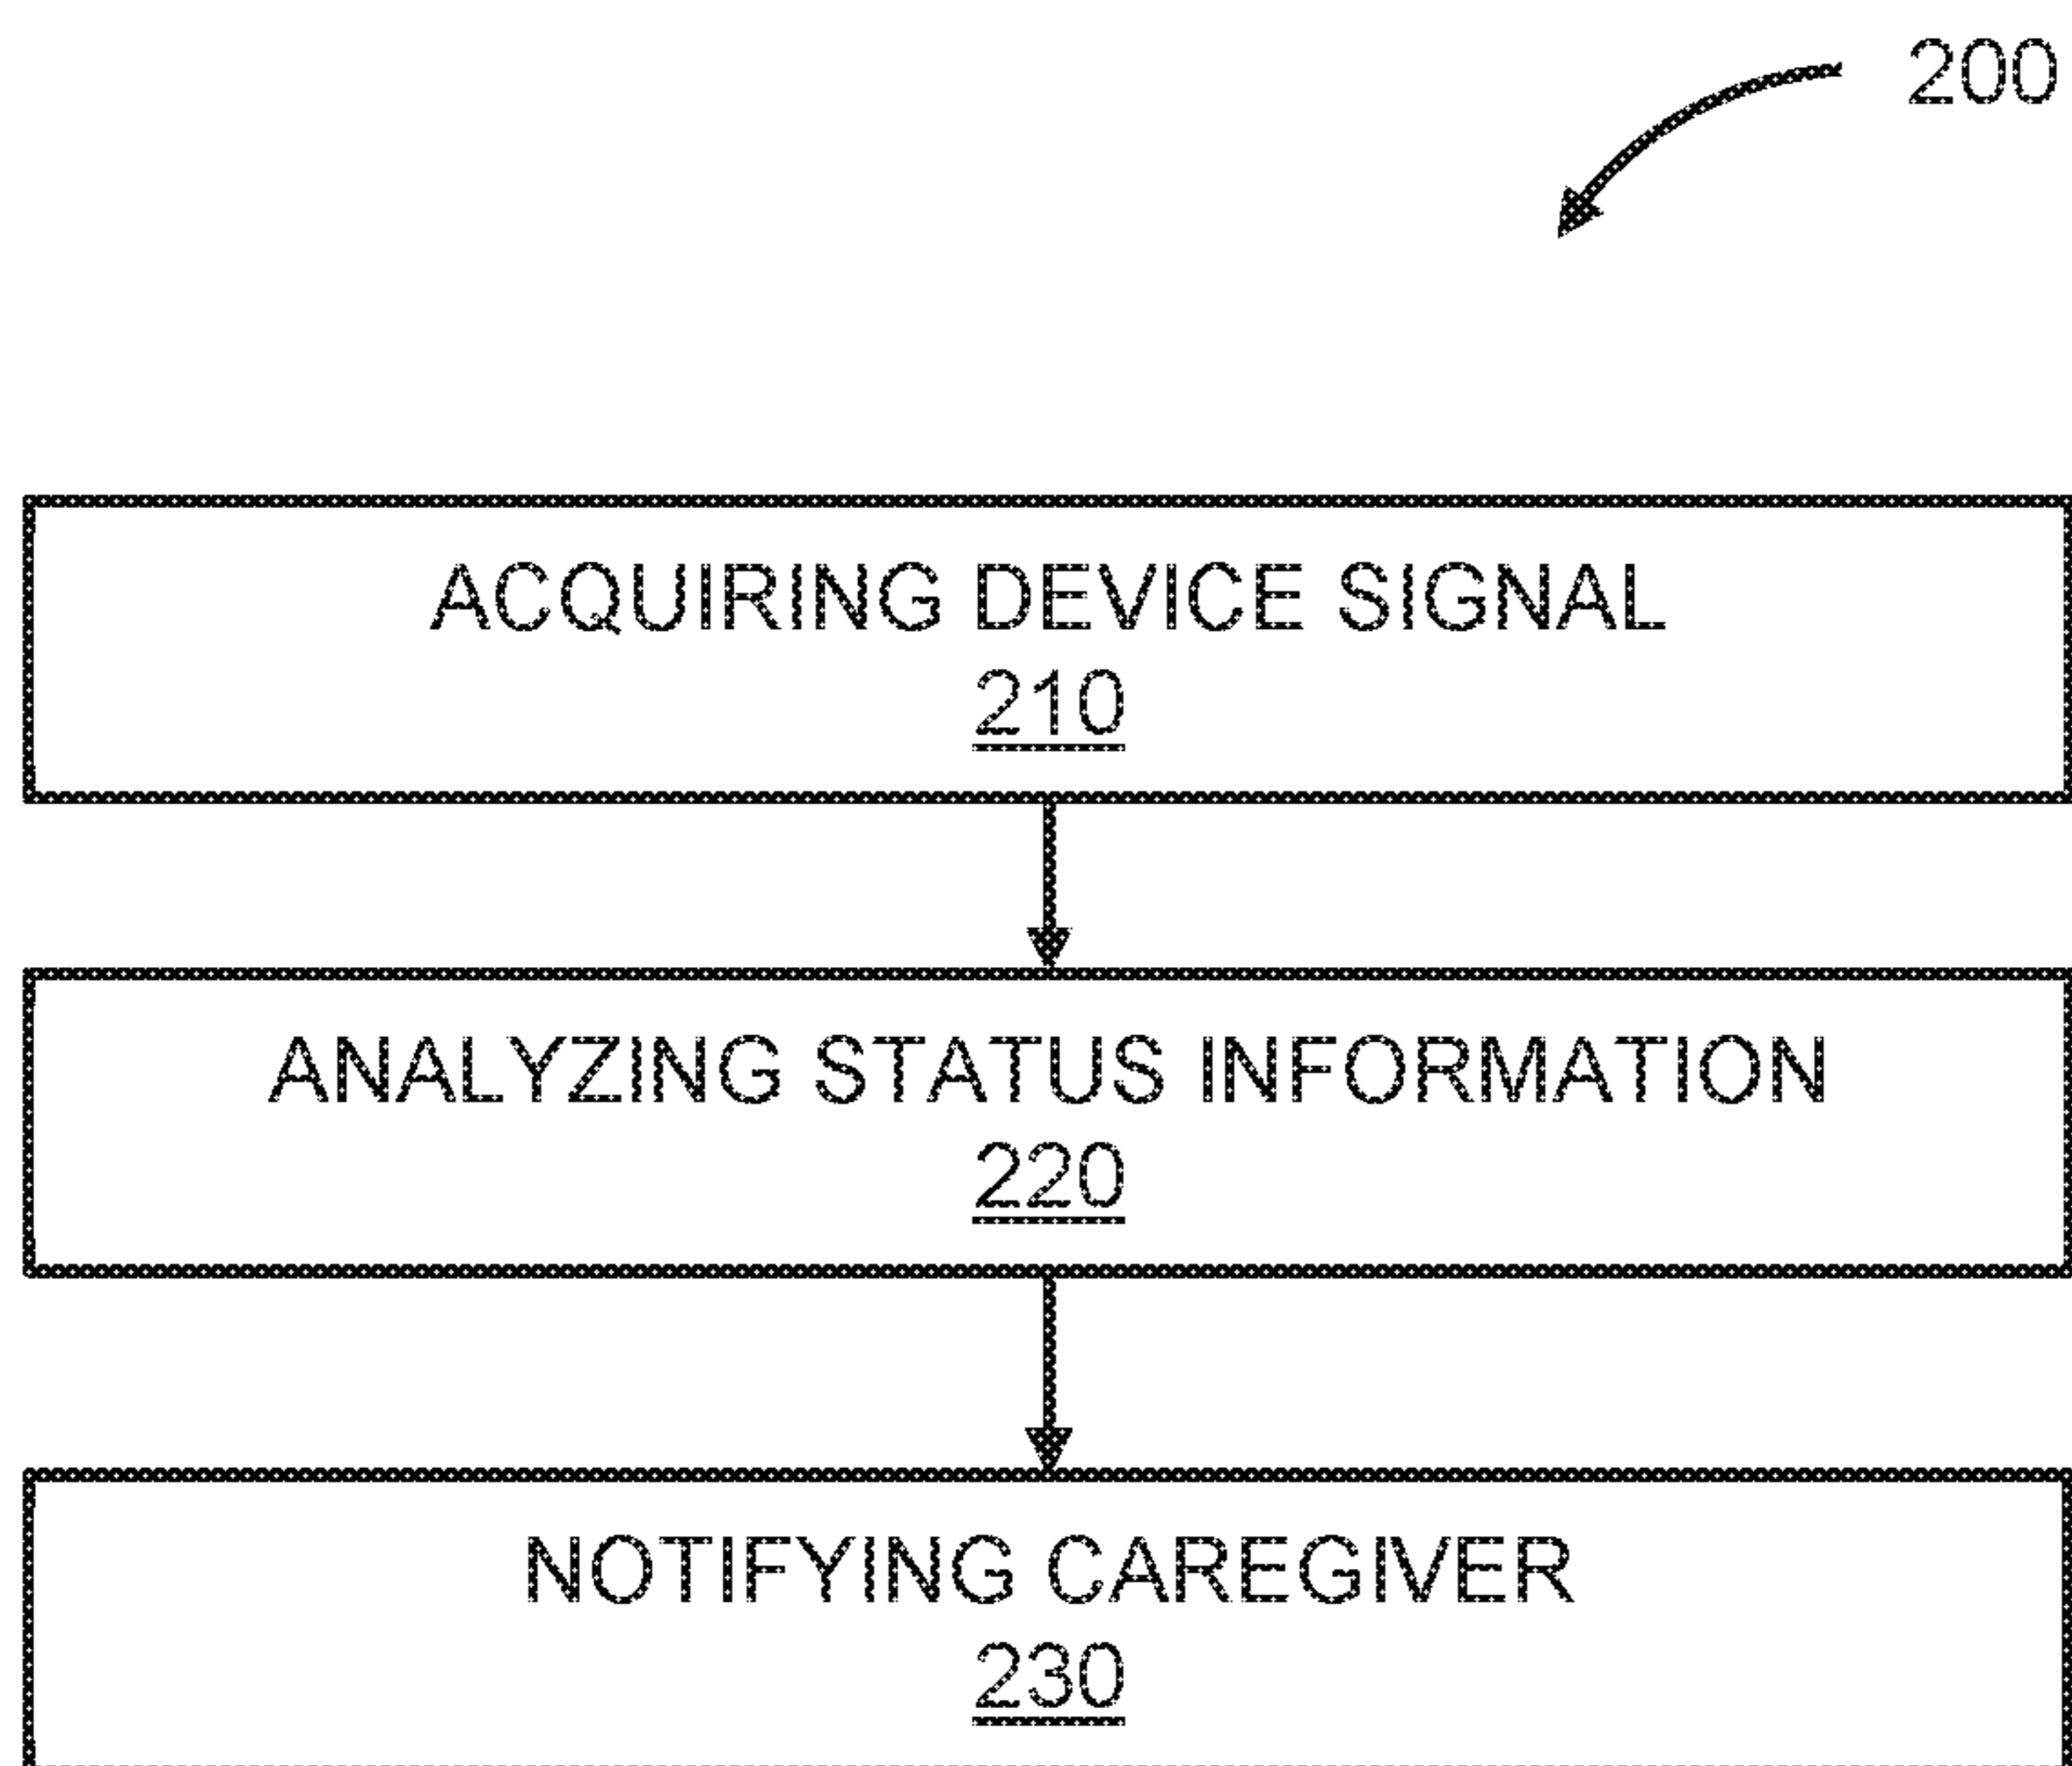 200
ACQUIRING DEVICE SIGNAL
210
ANALYZING STATUS INFORMATION
220
NOTIFYING CAREGIVER
230